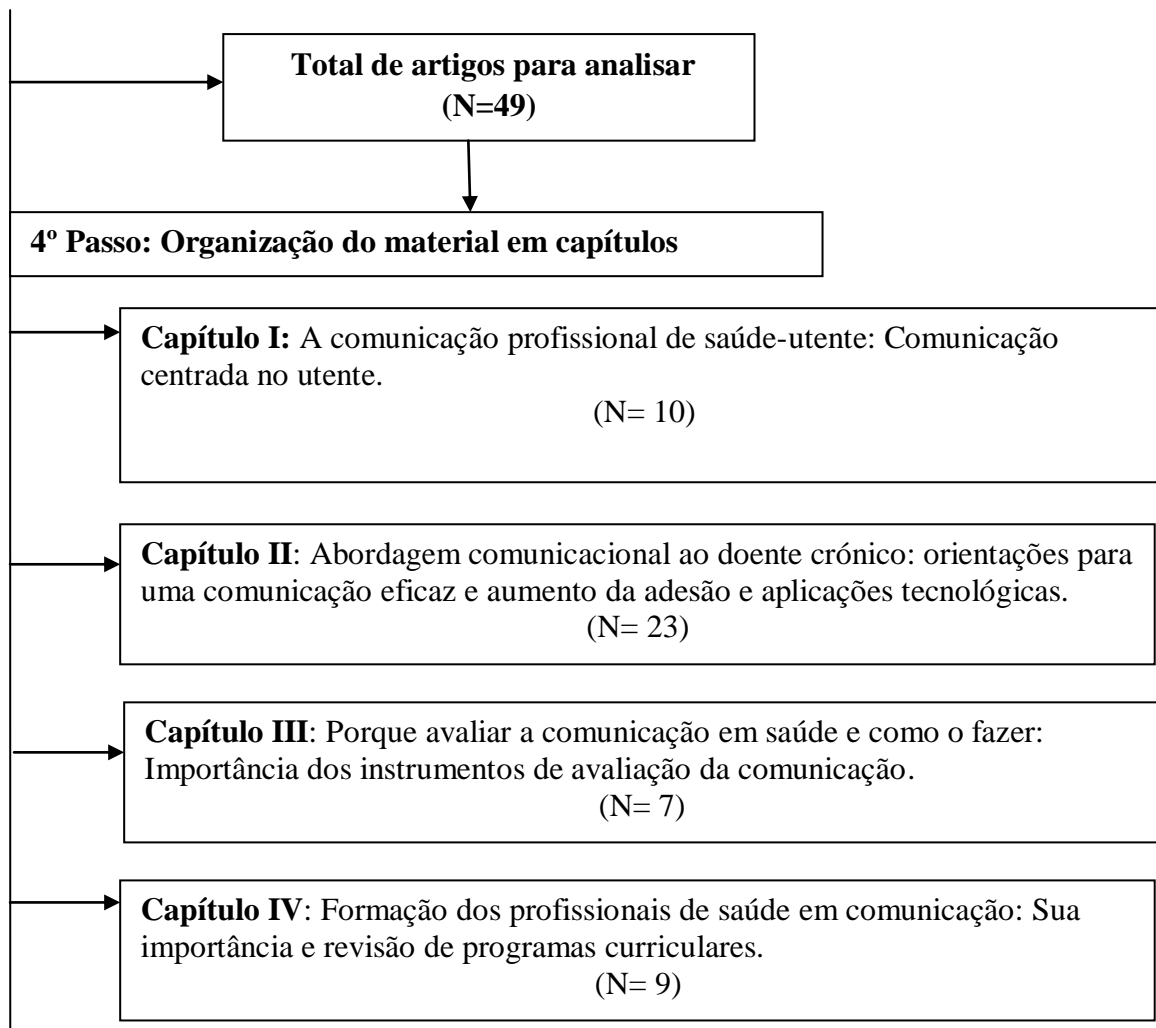 Total de artigos para analisar
(N=49)
4º Passo: Organização do material em capítulos
Capítulo I: A comunicação profissional de saúde-utente: Comunicação
centrada no utente.
(N= 10)
Capítulo II: Abordagem comunicacional ao doente crónico: orientações para
uma comunicação eficaz e aumento da adesão e aplicações tecnológicas.
(N= 23)
Capítulo III: Porque avaliar a comunicação em saúde e como o fazer:
Importância dos instrumentos de avaliação da comunicação.
(N= 7)
Capítulo IV: Formação dos profissionais de saúde em comunicação: Sua
importância e revisão de programas curriculares.
(N= 9)